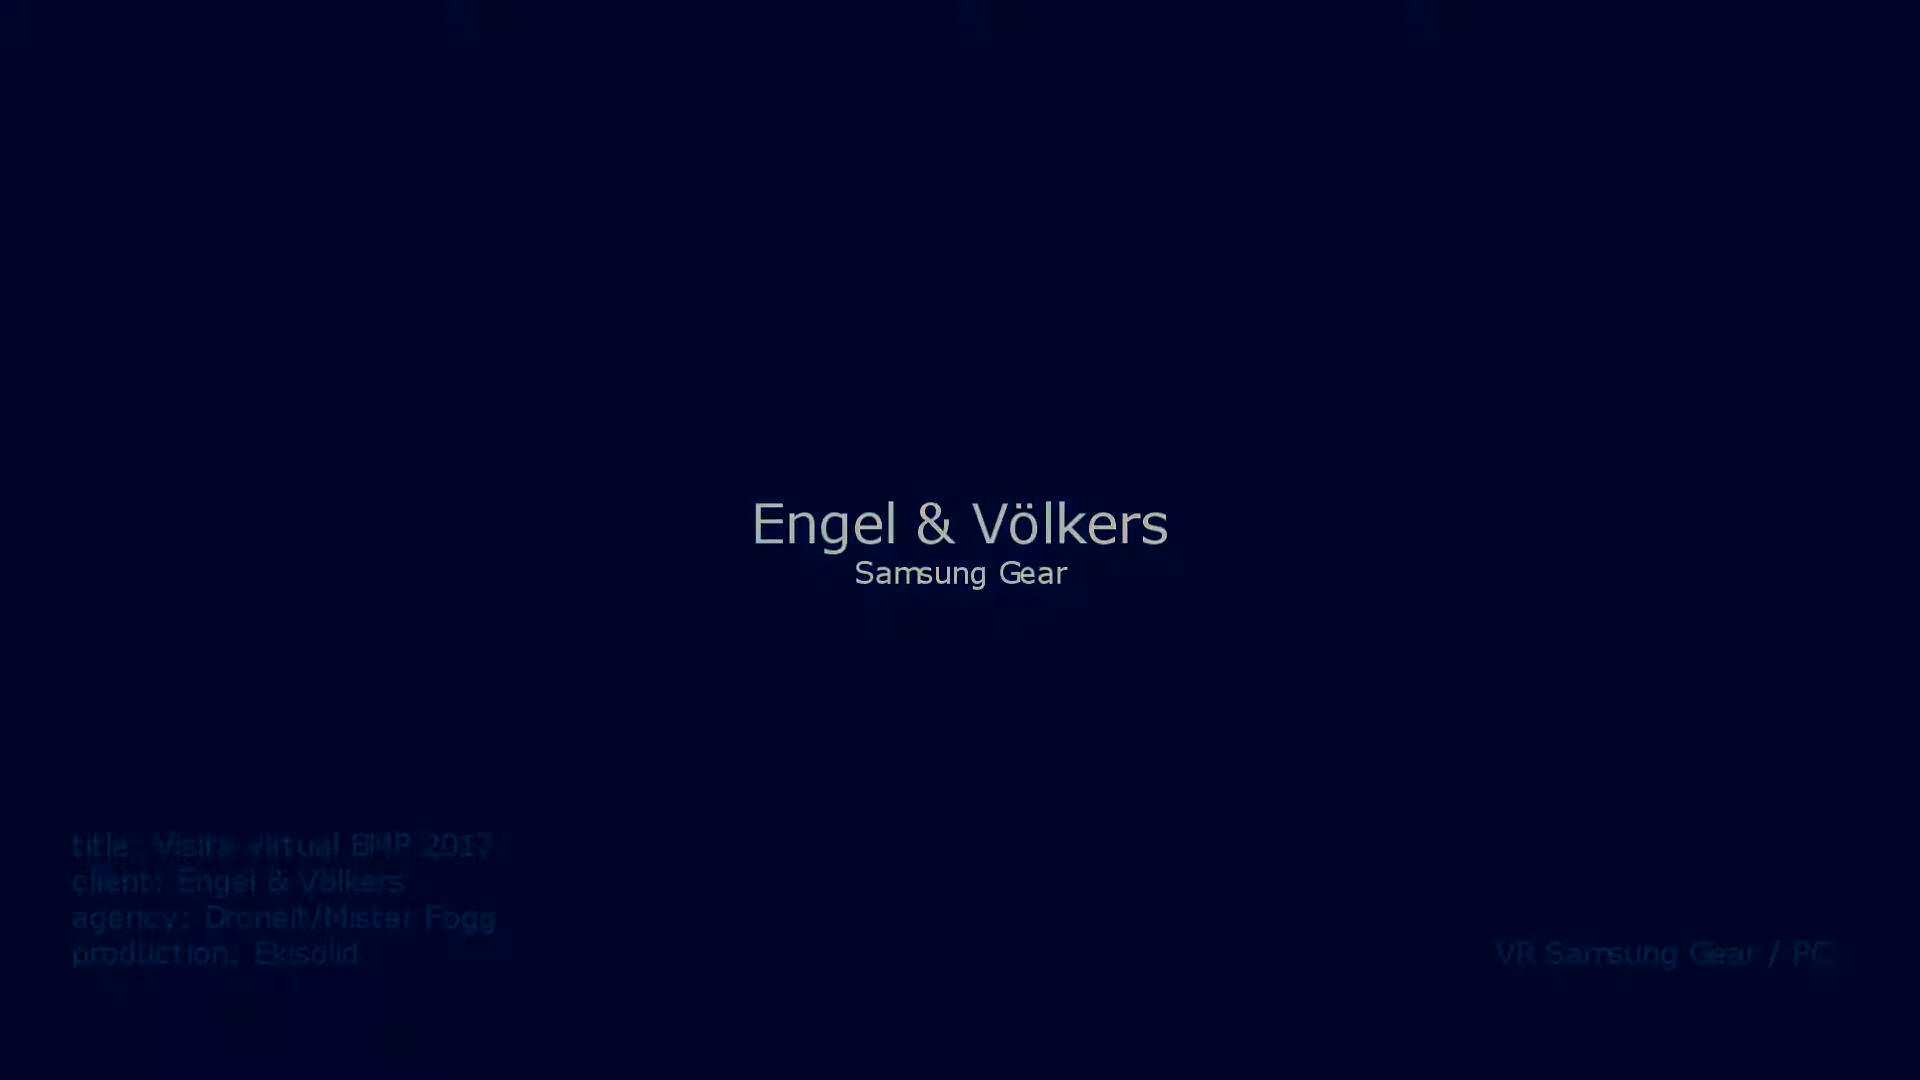 Engel & Völkers
Samsung Gear
title: Visita virtual BMP 2017
client: Engel & Völkers
agency: Droneit/Mister Fogg
production: Ekisolid
VR Samsung Gear / PC